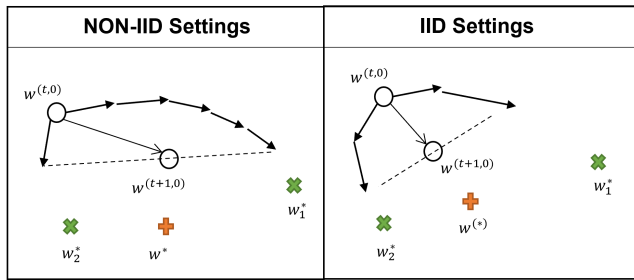 NON-IID Settings
w^(t,0)
w^(t+1,0)
w_1^*
w_2^*
w^*
IID Settings
w^(t,0)
w^(t+1,0)
w_1^*
w^(*)
w_2^*